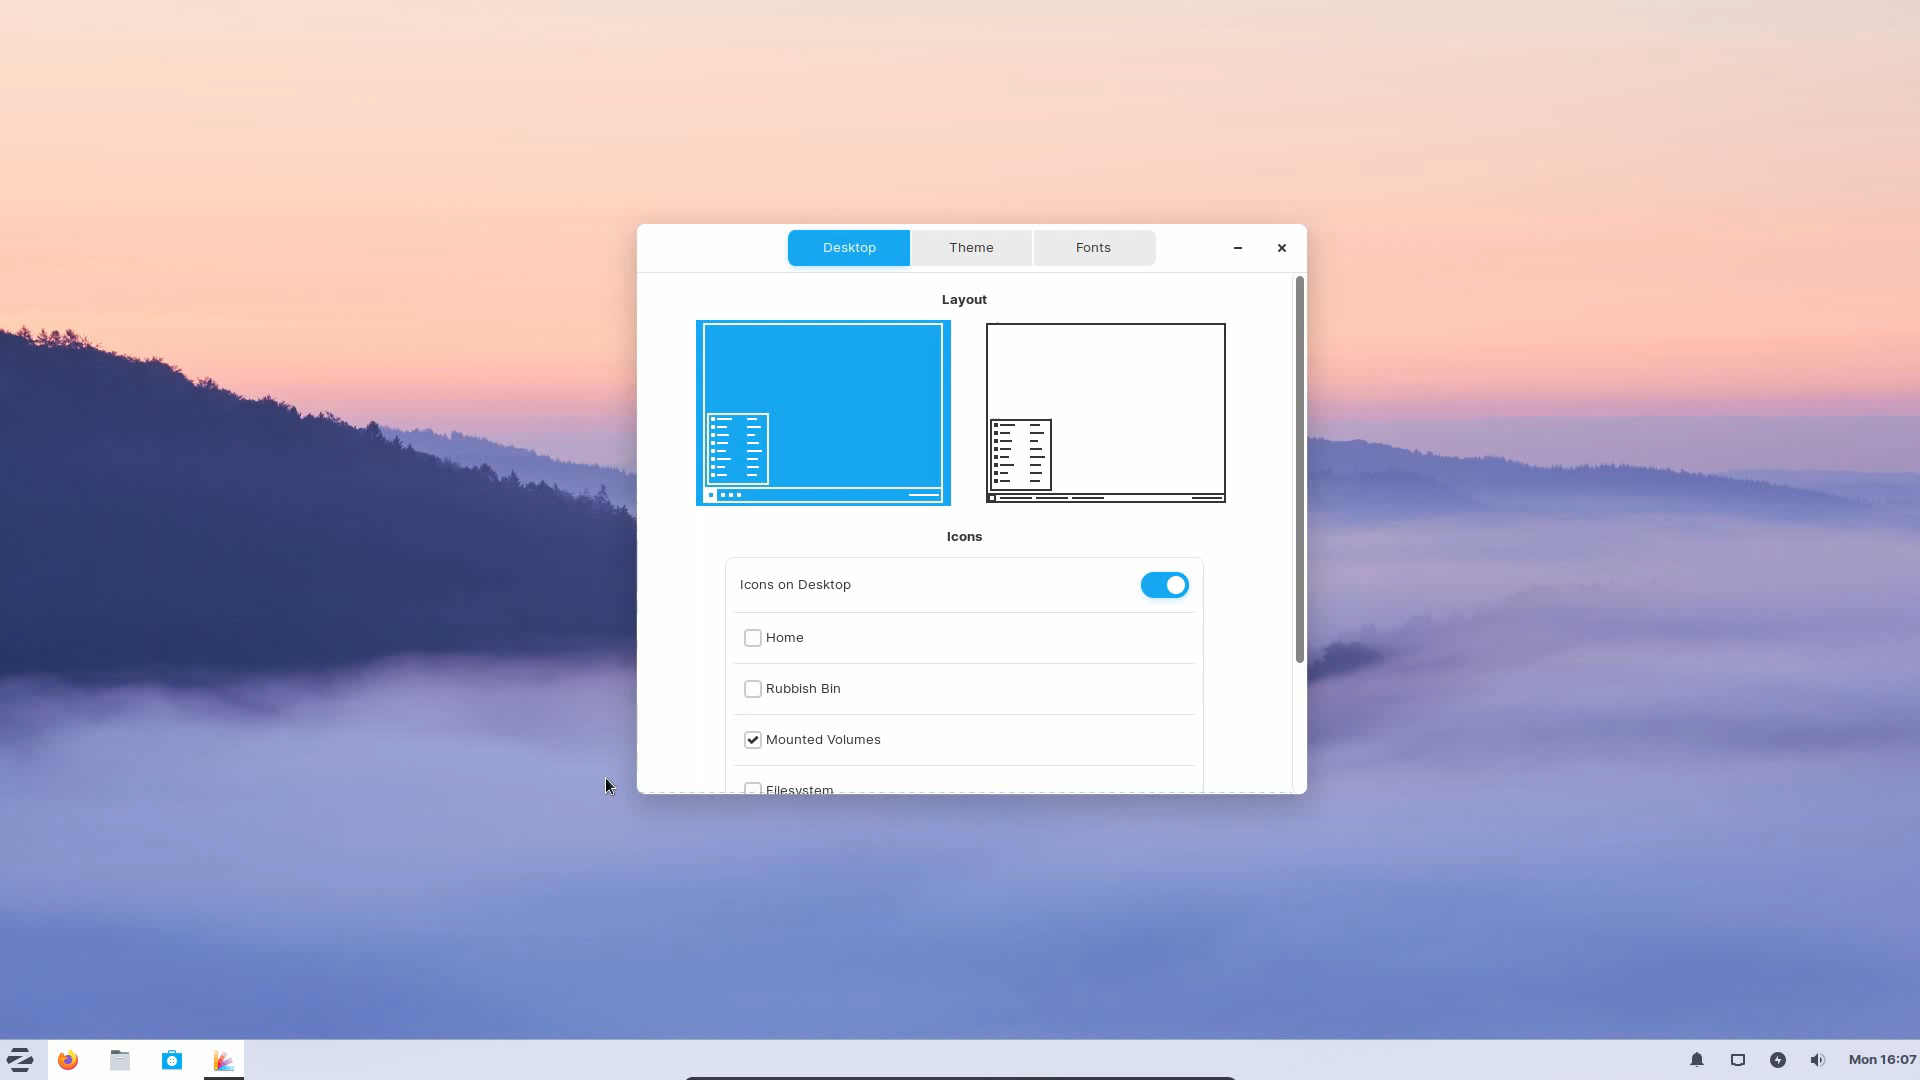 Desktop
Theme
Fonts
Layout
Icons
Icons on Desktop
Home
Rubbish Bin
Mounted Volumes
Filesystem
Mon 16:07